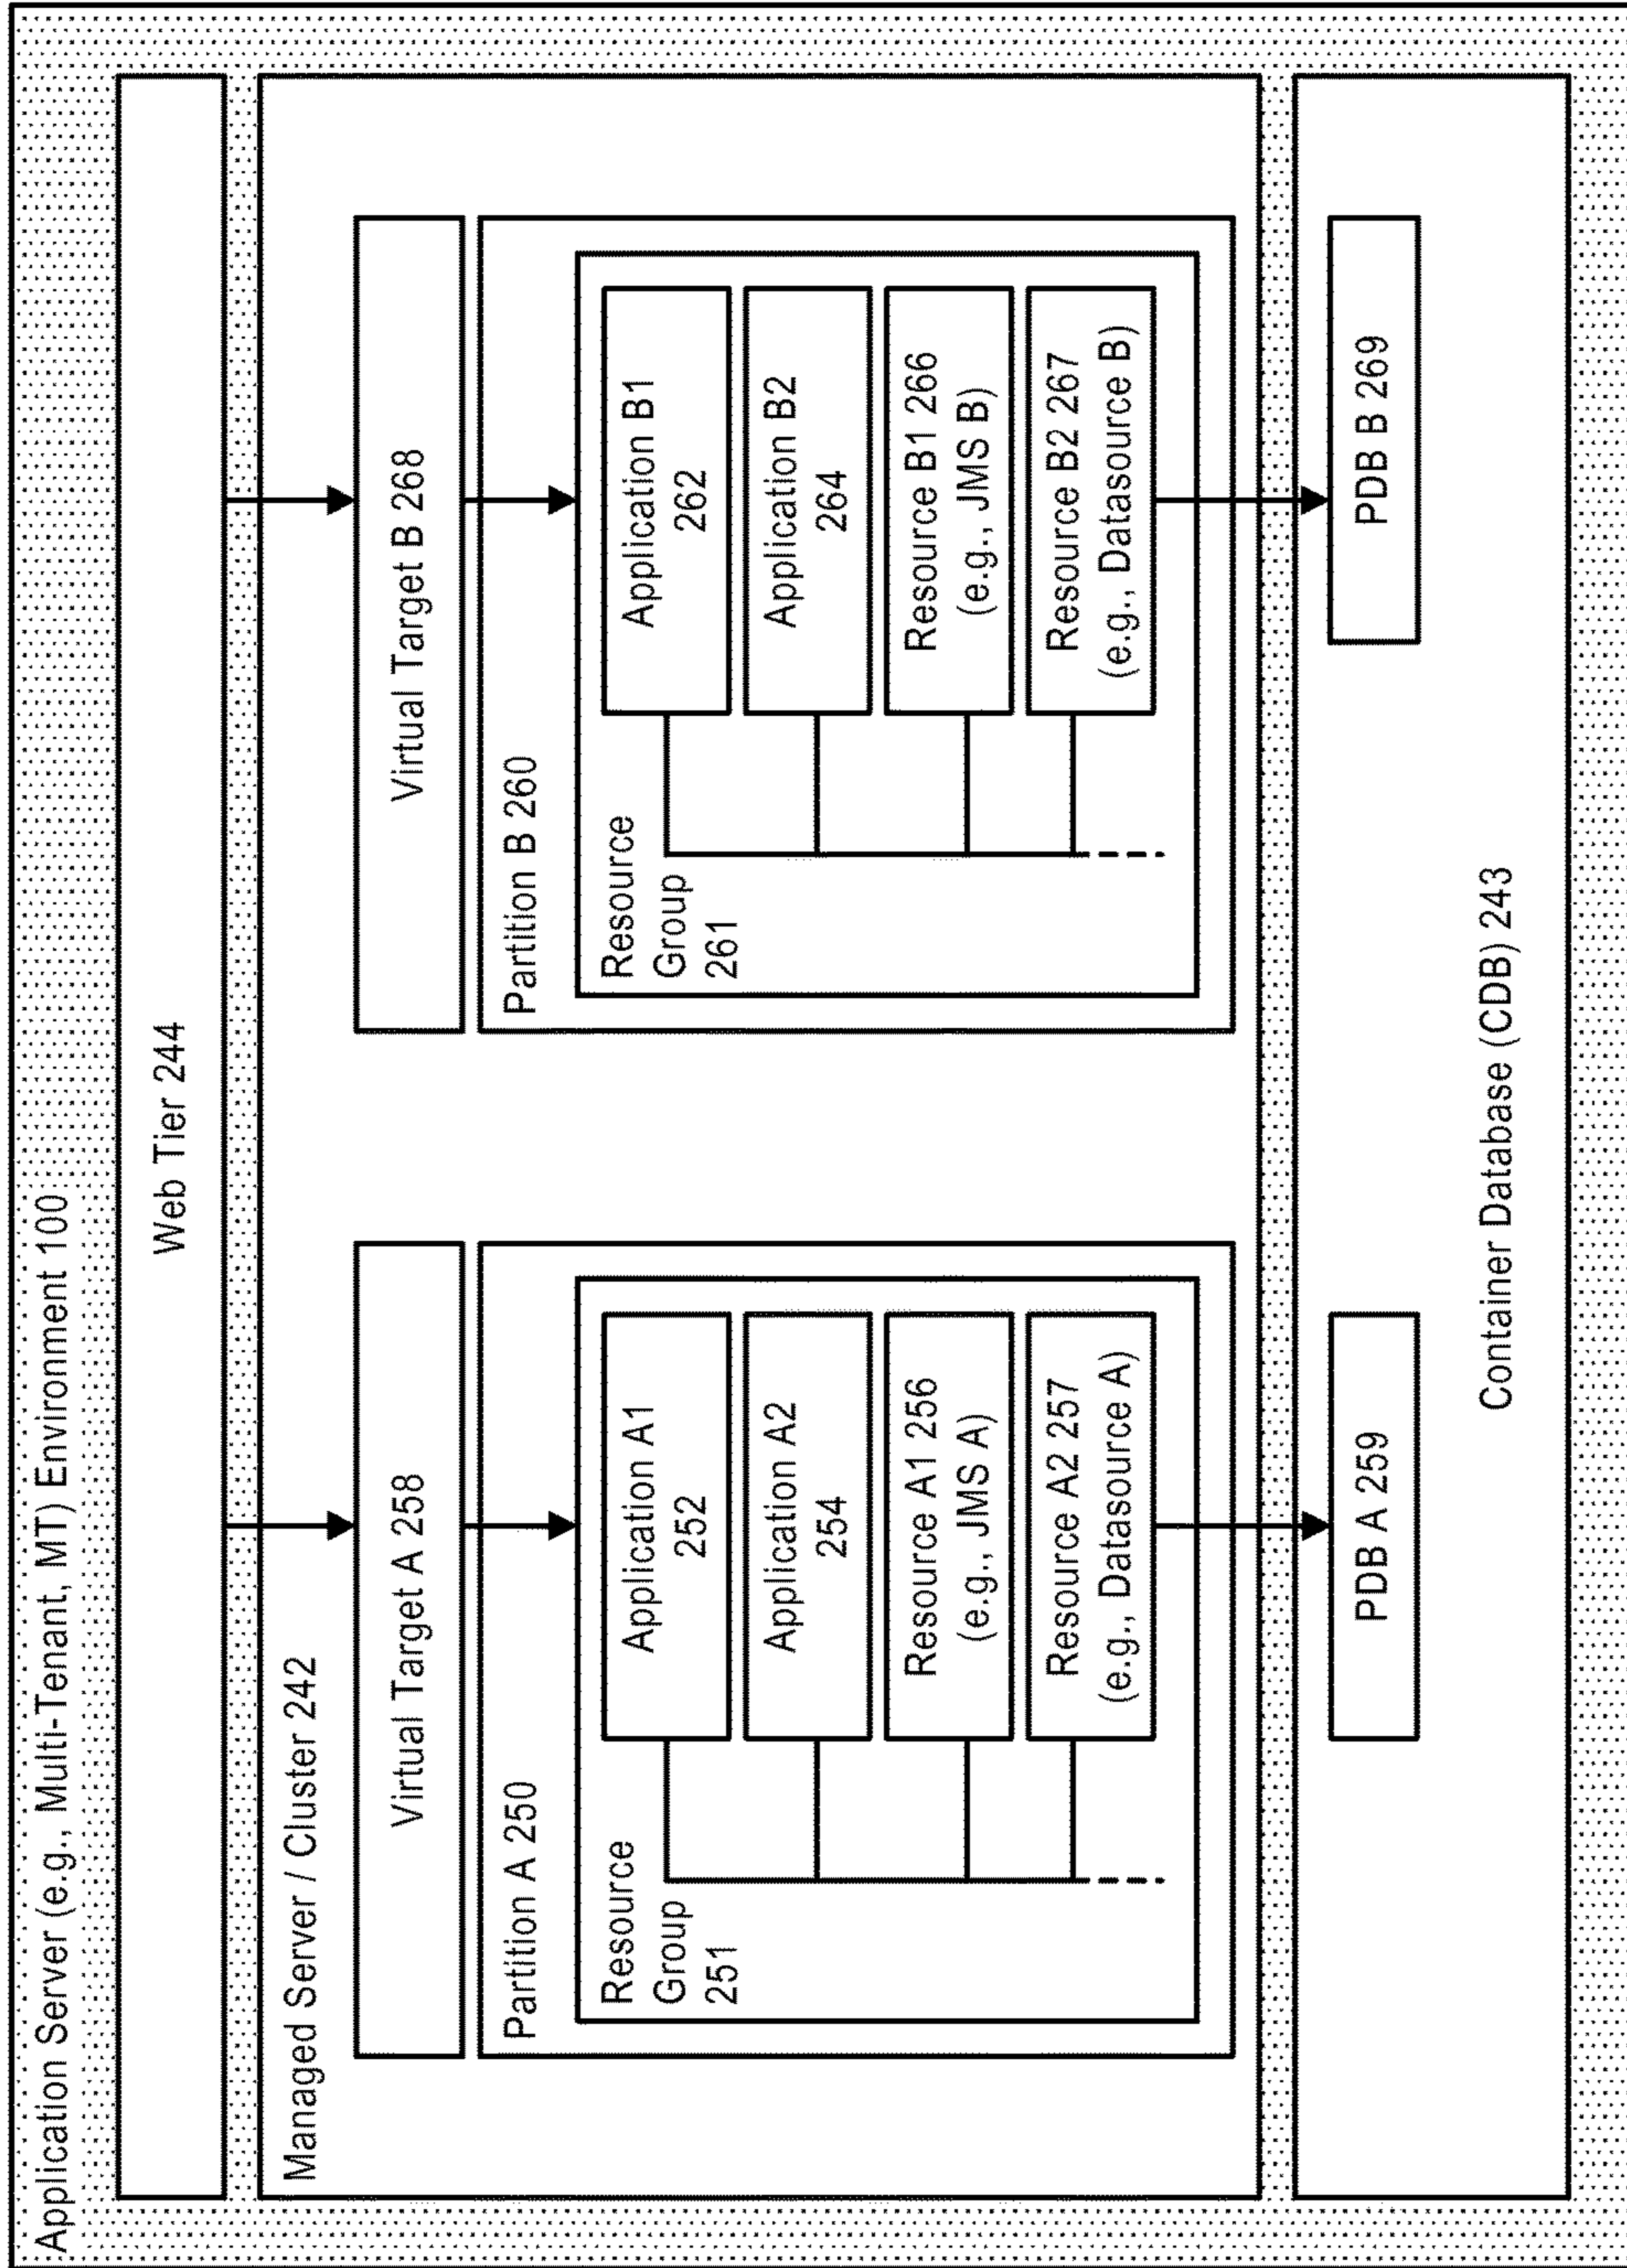 Application Server (e.g., Multi-Tenant, MT) Environment 100
Web Tier 244
Managed Server / Cluster 242
Virtual Target A 258
Partition A 250
Resource
Group
251
Application A1
252
Application A2
254
Resource A1 256
(e.g., JMS A)
Resource A2 257
(e.g., Datasource A)
Virtual Target B 268
Partition B 260
Resource
Group
261
Application B1
262
Application B2
264
Resource B1 266
(e.g., JMS B)
Resource B2 267
(e.g., Datasource B)
PDB A 259
PDB B 269
Container Database (CDB) 243